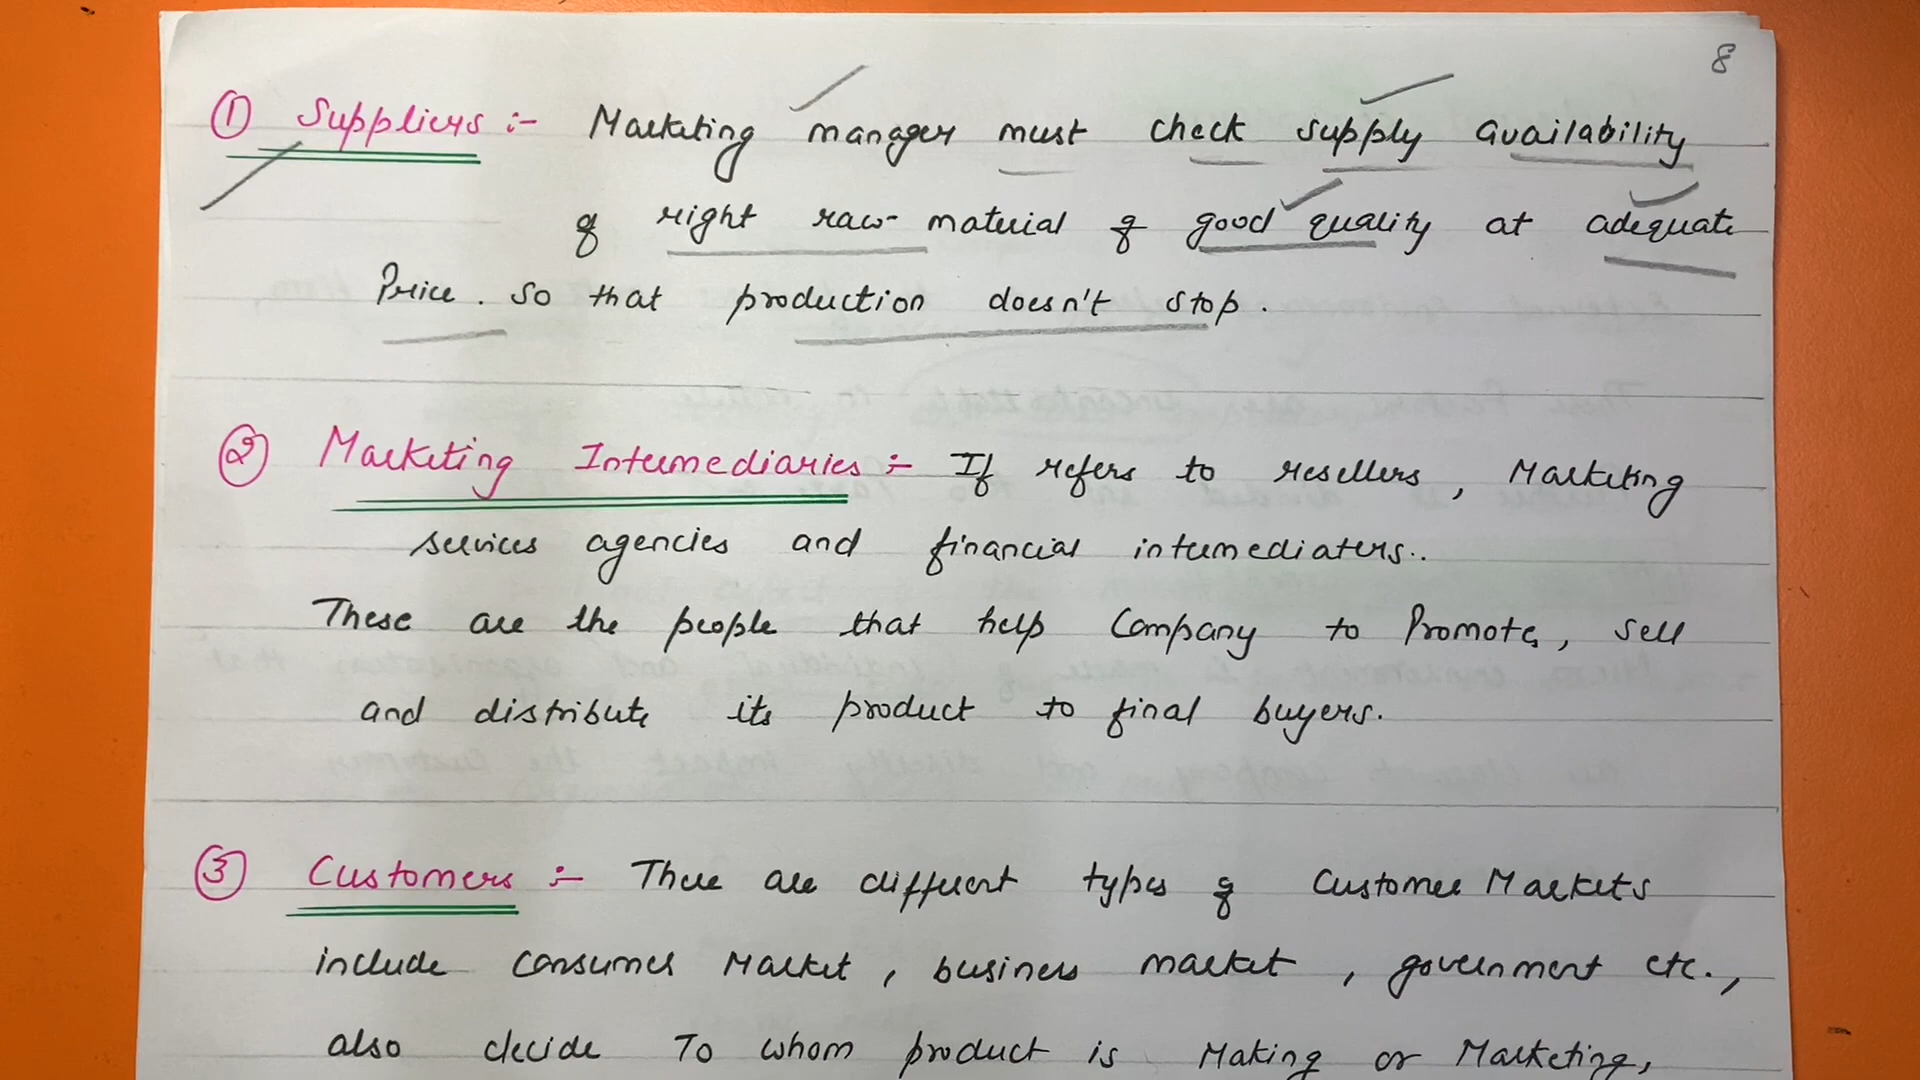 8
① Suppliers :- Marketing manager must check supply availability
of right raw-material of good quality at adequate
Price. so that production doesn't stop.
② Marketing Intermediaries :- If refers to resellers, Marketing
services agencies and financial intermediaters..
These are the people that help Company to Promote, sell
and distribute its product to final buyers.
③ Customers :- There are different types of Customer Markets
include consumer Market, business market, government etc.,
also decide To whom product is Making or Marketing,